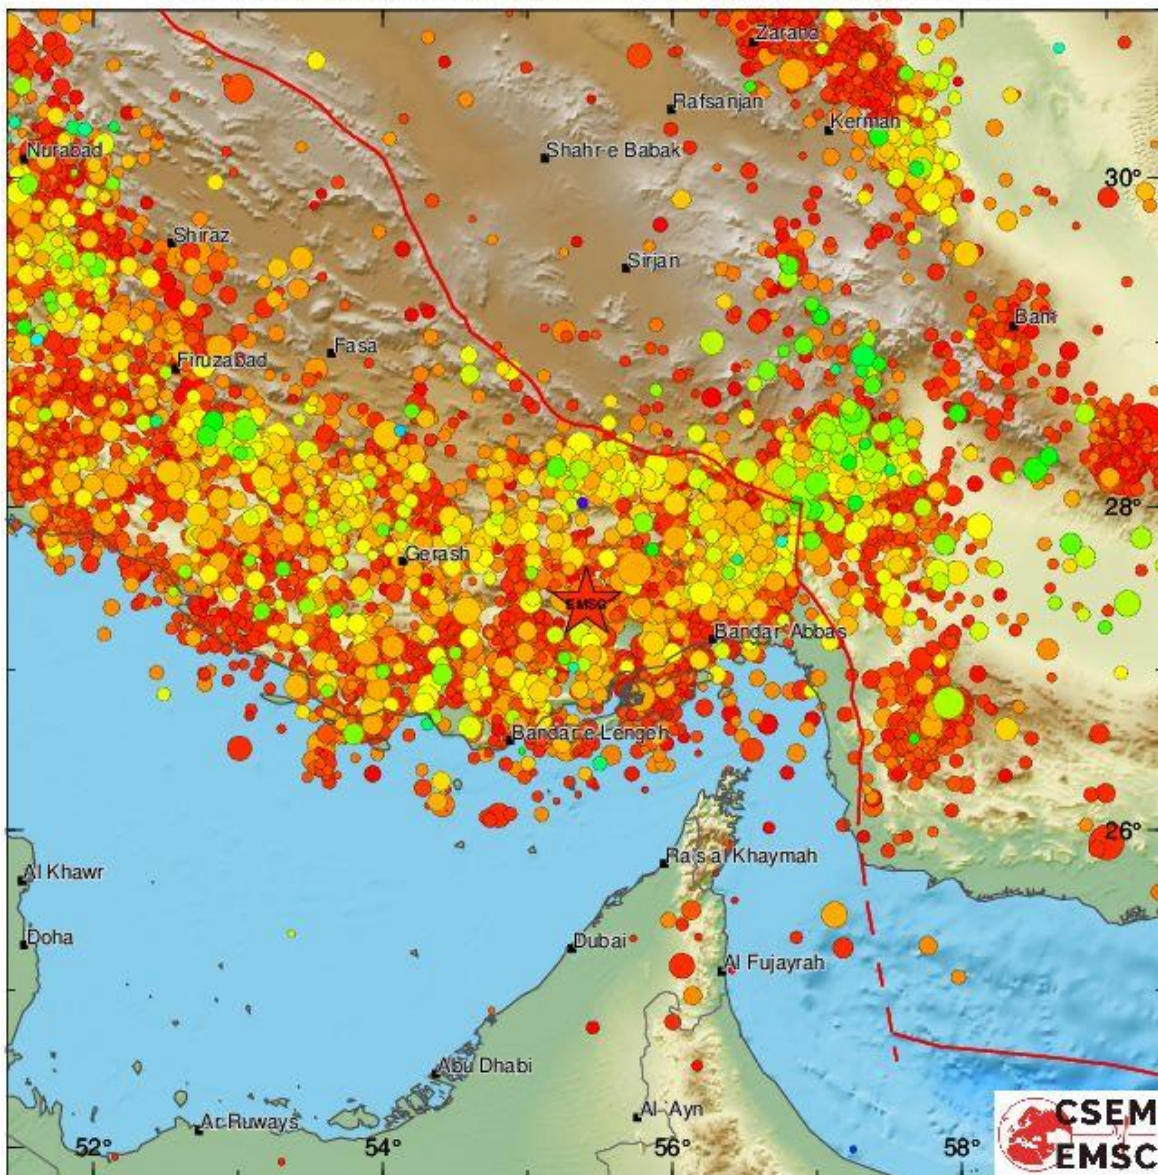 Zarand
Rafsanjan
Kerman
Nurabad
Shahr-e Babak
30°
Shiraz
Sirjan
Bam
Fasa
Firuzabad
28°
Gerash
EMSC
Bandar Abbas
Bandar-e Lengeh
26°
Ra's al Khaymah
Al Khawr
Doha
Dubai
Al Fujayrah
Abu Dhabi
CSEM
Al-'Ayn
Ar Ruways
52°
54°
56°
58°
EMSC